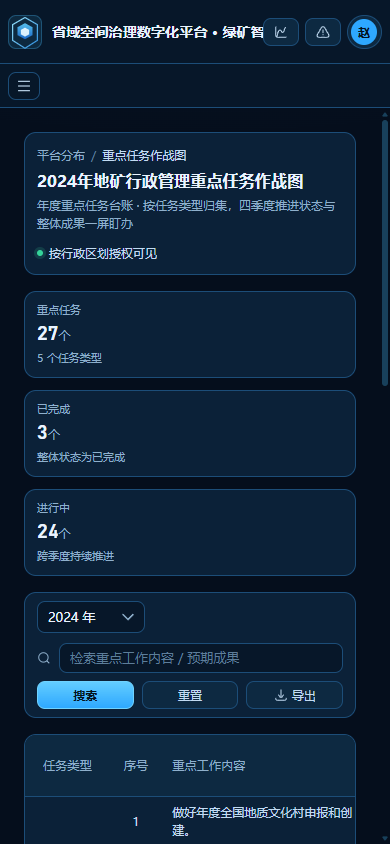 省域空间治理数字化平台 • 绿矿智
赵
平台分布 / 重点任务作战图
2024年地矿行政管理重点任务作战图
年度重点任务台账 · 按任务类型归集，四季度推进状态与
整体成果一屏盯办
按行政区划授权可见
重点任务
27个
5 个任务类型
已完成
3个
整体状态为已完成
进行中
24个
跨季度持续推进
2024 年
检索重点工作内容 / 预期成果
搜索 重置 导出
任务类型 序号 重点工作内容
1 做好年度全国地质文化村申报和创
建。